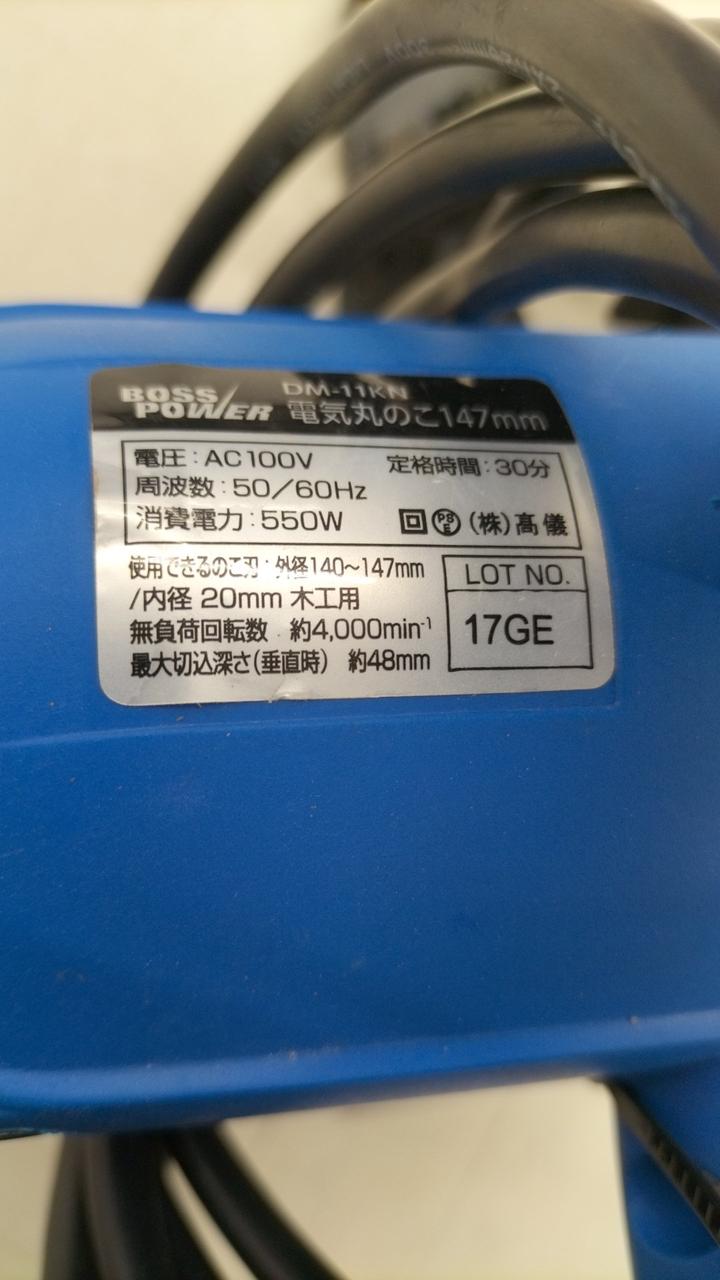 BOSS POWER
DM-11KN
電気丸のこ147mm
電圧：AC100V 定格時間：30分
周波数：50／60Hz
消費電力：550W PS E (株)髙儀
使用できるのこ刃：外径140～147mm
/内径 20mm 木工用
無負荷回転数 約4,000min⁻¹
最大切込深さ(垂直時) 約48mm
LOT NO.
17GE